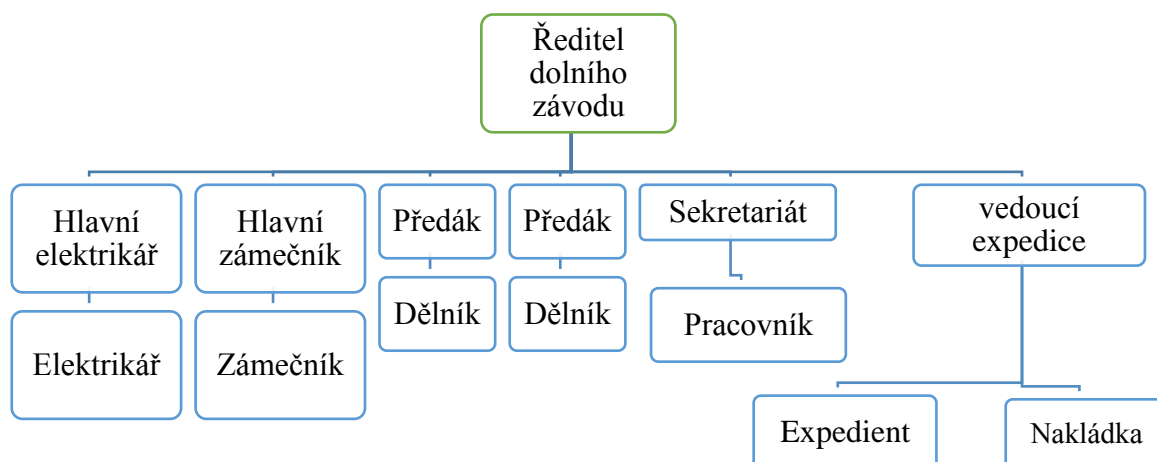 Ředitel
dolního
závodu
Hlavní
elektrikář
Hlavní
zámečník
Předák
Předák
Sekretariát
vedoucí
expedice
Elektrikář
Zámečník
Dělník
Dělník
Pracovník
Expedient
Nakládka